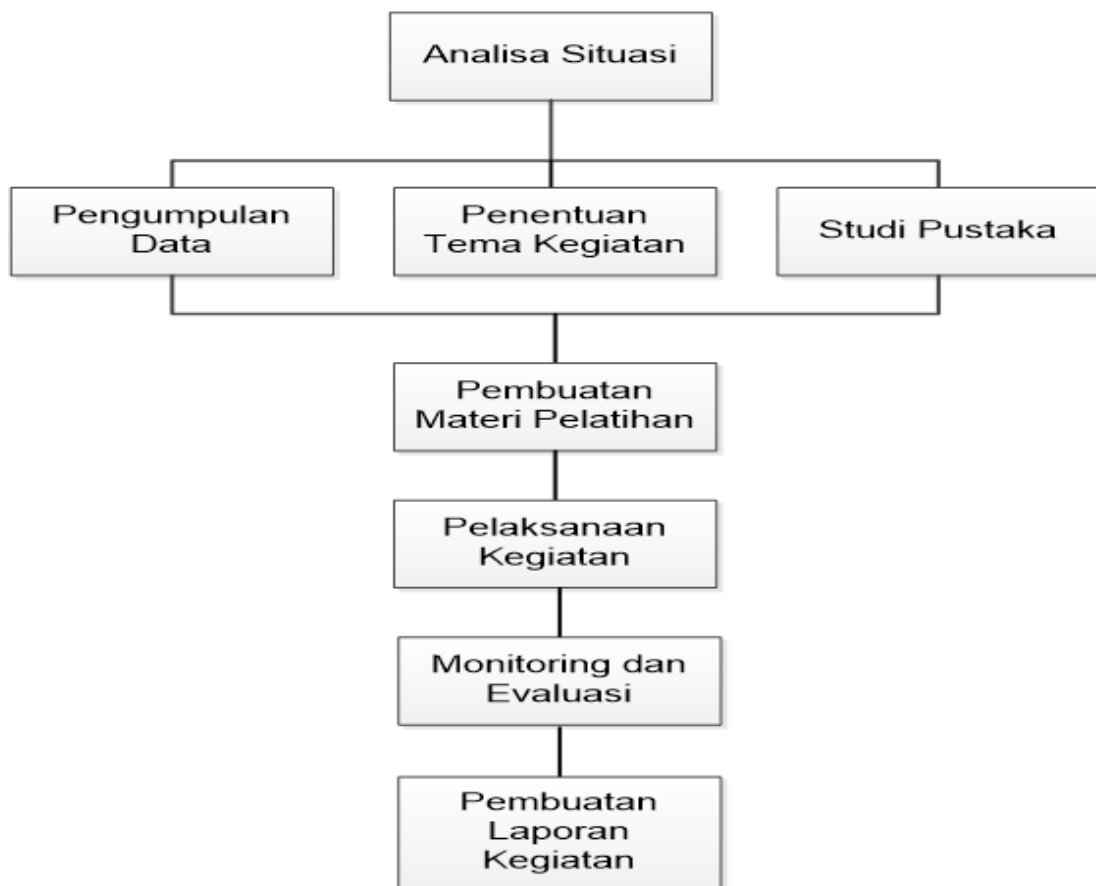 Analisa Situasi
Pengumpulan
Data
Penentuan
Tema Kegiatan
Studi Pustaka
Pembuatan
Materi Pelatihan
Pelaksanaan
Kegiatan
Monitoring dan
Evaluasi
Pembuatan
Laporan
Kegiatan